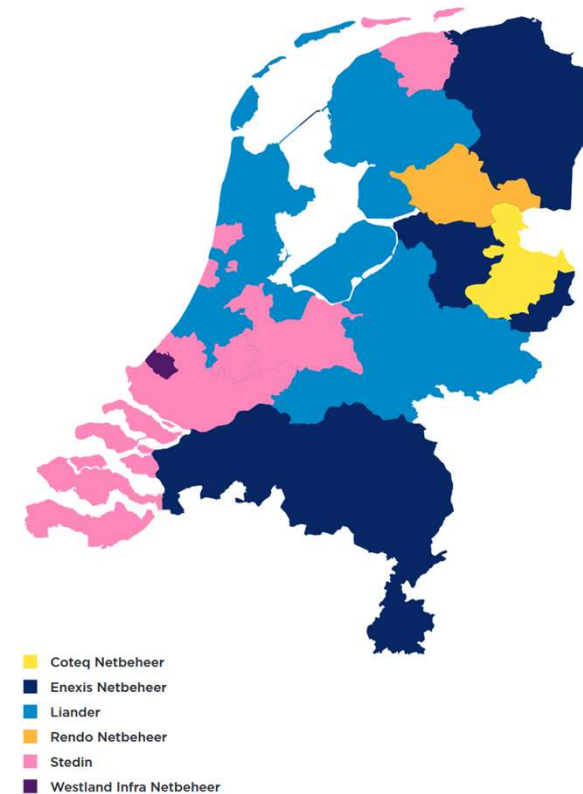 Coteq Netbeheer
Enexis Netbeheer
Liander
Rendo Netbeheer
Stedin
Westland Infra Netbeheer